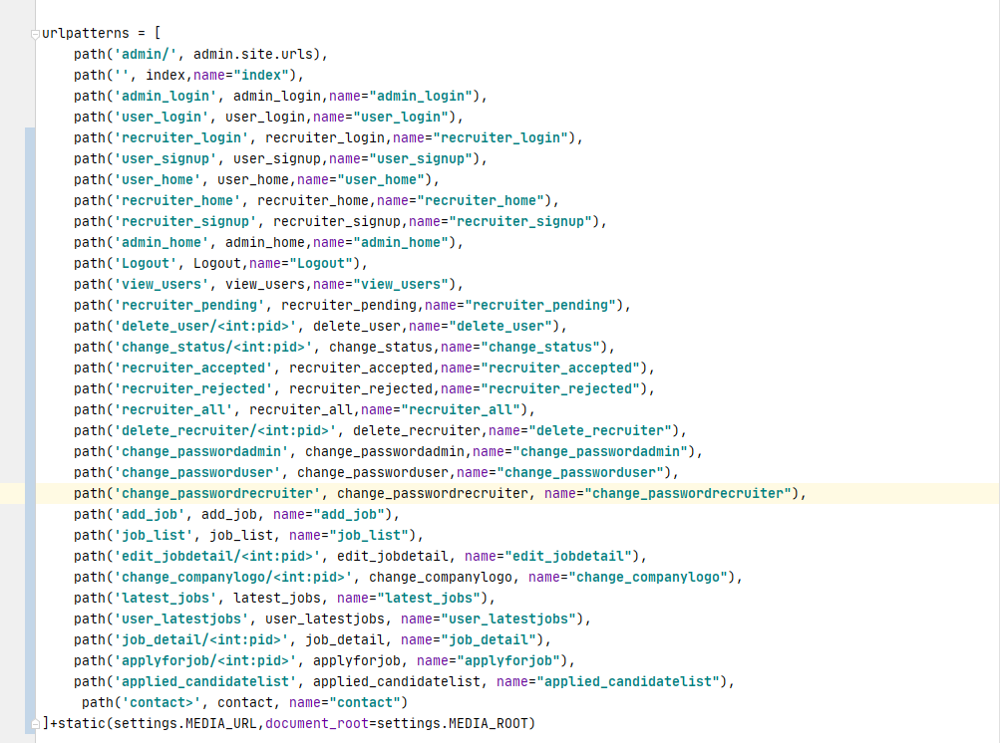 urlpatterns = [
    path('admin/', admin.site.urls),
    path('', index,name="index"),
    path('admin_login', admin_login,name="admin_login"),
    path('user_login', user_login,name="user_login"),
    path('recruiter_login', recruiter_login,name="recruiter_login"),
    path('user_signup', user_signup,name="user_signup"),
    path('user_home', user_home,name="user_home"),
    path('recruiter_home', recruiter_home,name="recruiter_home"),
    path('recruiter_signup', recruiter_signup,name="recruiter_signup"),
    path('admin_home', admin_home,name="admin_home"),
    path('Logout', Logout,name="Logout"),
    path('view_users', view_users,name="view_users"),
    path('recruiter_pending', recruiter_pending,name="recruiter_pending"),
    path('delete_user/<int:pid>', delete_user,name="delete_user"),
    path('change_status/<int:pid>', change_status,name="change_status"),
    path('recruiter_accepted', recruiter_accepted,name="recruiter_accepted"),
    path('recruiter_rejected', recruiter_rejected,name="recruiter_rejected"),
    path('recruiter_all', recruiter_all,name="recruiter_all"),
    path('delete_recruiter/<int:pid>', delete_recruiter,name="delete_recruiter"),
    path('change_passwordadmin', change_passwordadmin,name="change_passwordadmin"),
    path('change_passworduser', change_passworduser,name="change_passworduser"),
    path('change_passwordrecruiter', change_passwordrecruiter, name="change_passwordrecruiter"),
    path('add_job', add_job, name="add_job"),
    path('job_list', job_list, name="job_list"),
    path('edit_jobdetail/<int:pid>', edit_jobdetail, name="edit_jobdetail"),
    path('change_companylogo/<int:pid>', change_companylogo, name="change_companylogo"),
    path('latest_jobs', latest_jobs, name="latest_jobs"),
    path('user_latestjobs', user_latestjobs, name="user_latestjobs"),
    path('job_detail/<int:pid>', job_detail, name="job_detail"),
    path('applyforjob/<int:pid>', applyforjob, name="applyforjob"),
    path('applied_candidatelist', applied_candidatelist, name="applied_candidatelist"),
     path('contact>', contact, name="contact")
]+static(settings.MEDIA_URL,document_root=settings.MEDIA_ROOT)